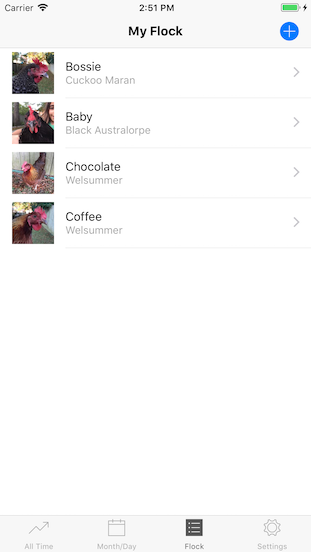 Carrier 2:51 PM
My Flock
Bossie
Cuckoo Maran
Baby
Black Australorpe
Chocolate
Welsummer
Coffee
Welsummer
All Time Month/Day Flock Settings